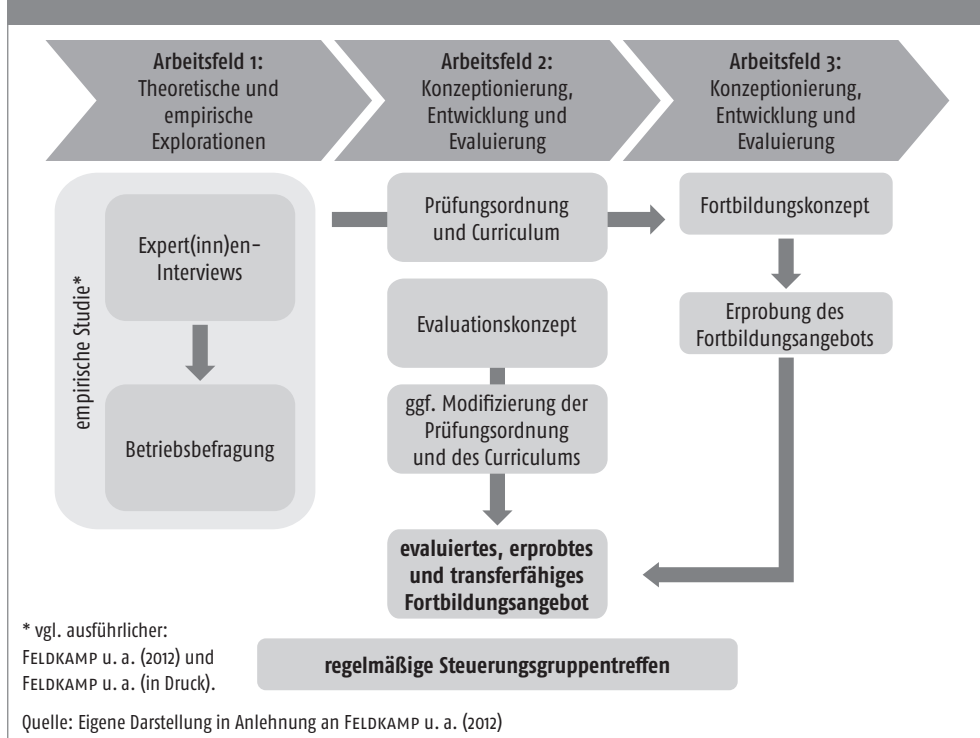 Arbeitsfeld 1:
Theoretische und
empirische
Explorationen
Arbeitsfeld 2:
Konzeptionierung,
Entwicklung und
Evaluierung
Arbeitsfeld 3:
Konzeptionierung,
Entwicklung und
Evaluierung
empirische Studie*
Expert(inn)en-
Interviews
Betriebsbefragung
Prüfungsordnung
und Curriculum
Evaluationskonzept
ggf. Modifizierung der
Prüfungsordnung
und des Curriculums
evaluiertes, erprobtes
und transferfähiges
Fortbildungsangebot
Fortbildungskonzept
Erprobung des
Fortbildungsangebots
* vgl. ausführlicher:
FELDKAMP u. a. (2012) und
FELDKAMP u. a. (in Druck).
regelmäßige Steuerungsgruppentreffen
Quelle: Eigene Darstellung in Anlehnung an FELDKAMP u. a. (2012)